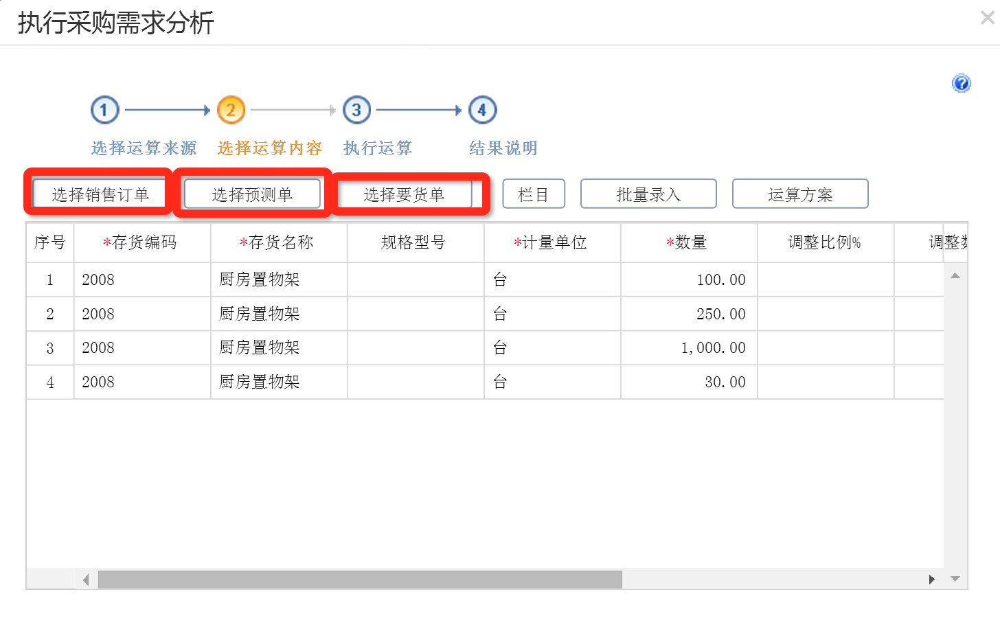 执行采购需求分析
×
?
1 2 3 4
选择运算来源 选择运算内容 执行运算 结果说明
选择销售订单 选择预测单 选择要货单 栏目 批量录入 运算方案
序号 *存货编码 *存货名称 规格型号 *计量单位 *数量 调整比例% 调整
1 2008 厨房置物架 台 100.00
2 2008 厨房置物架 台 250.00
3 2008 厨房置物架 台 1,000.00
4 2008 厨房置物架 台 30.00